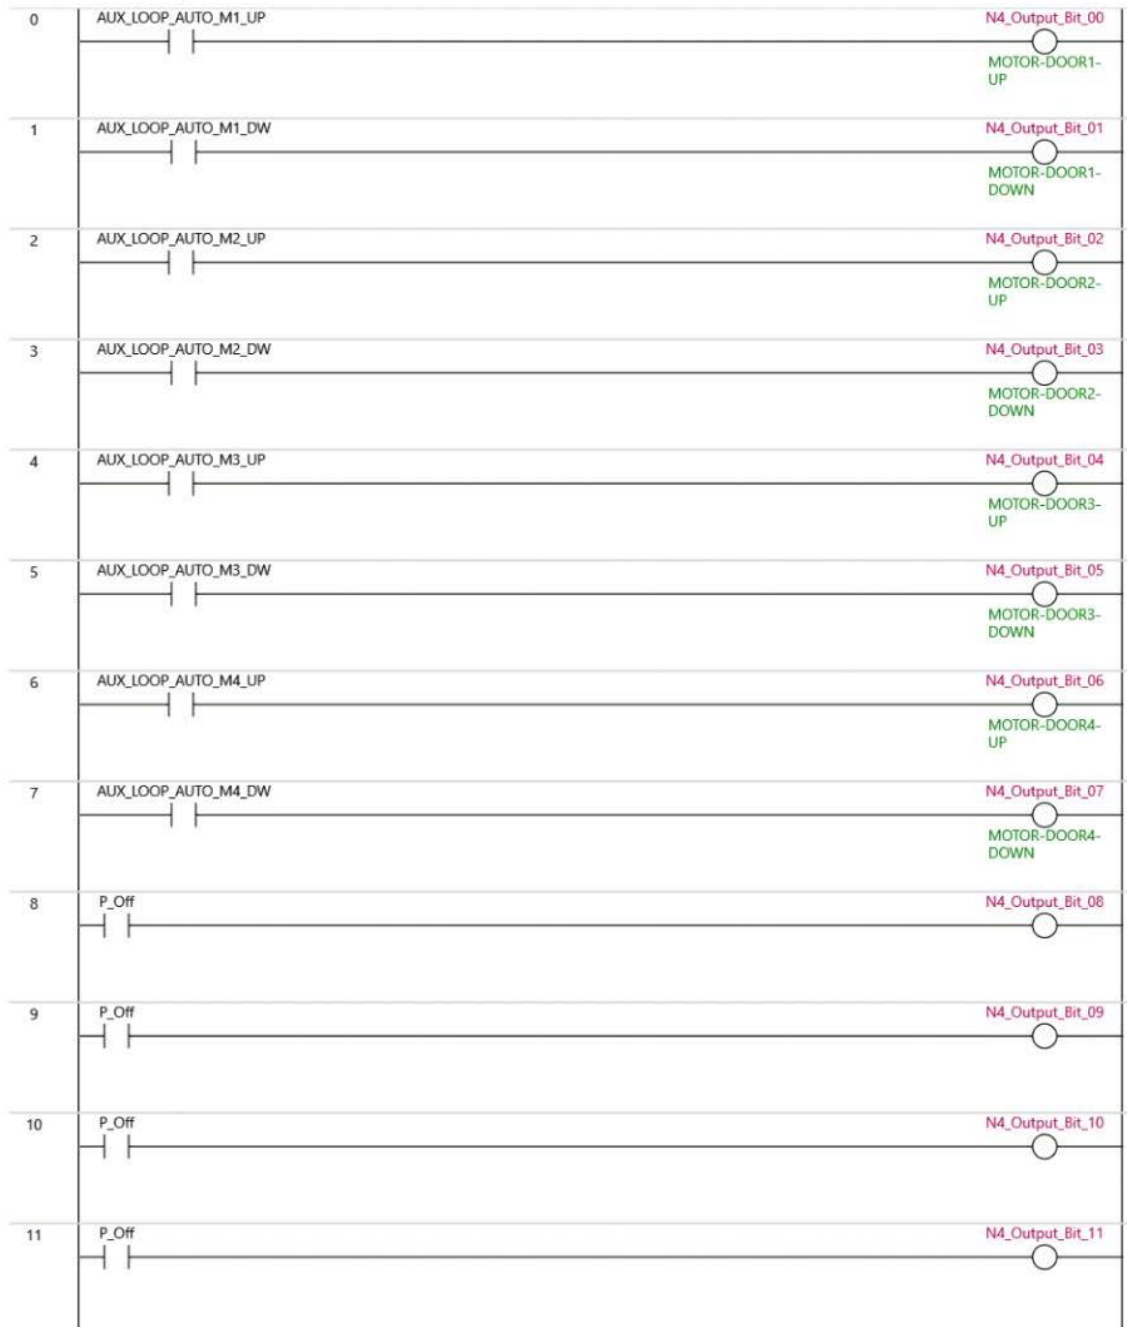 0
AUX_LOOP_AUTO_M1_UP
N4_Output_Bit_00
MOTOR-DOOR1-
UP
1
AUX_LOOP_AUTO_M1_DW
N4_Output_Bit_01
MOTOR-DOOR1-
DOWN
2
AUX_LOOP_AUTO_M2_UP
N4_Output_Bit_02
MOTOR-DOOR2-
UP
3
AUX_LOOP_AUTO_M2_DW
N4_Output_Bit_03
MOTOR-DOOR2-
DOWN
4
AUX_LOOP_AUTO_M3_UP
N4_Output_Bit_04
MOTOR-DOOR3-
UP
5
AUX_LOOP_AUTO_M3_DW
N4_Output_Bit_05
MOTOR-DOOR3-
DOWN
6
AUX_LOOP_AUTO_M4_UP
N4_Output_Bit_06
MOTOR-DOOR4-
UP
7
AUX_LOOP_AUTO_M4_DW
N4_Output_Bit_07
MOTOR-DOOR4-
DOWN
8
P_Off
N4_Output_Bit_08
9
P_Off
N4_Output_Bit_09
10
P_Off
N4_Output_Bit_10
11
P_Off
N4_Output_Bit_11